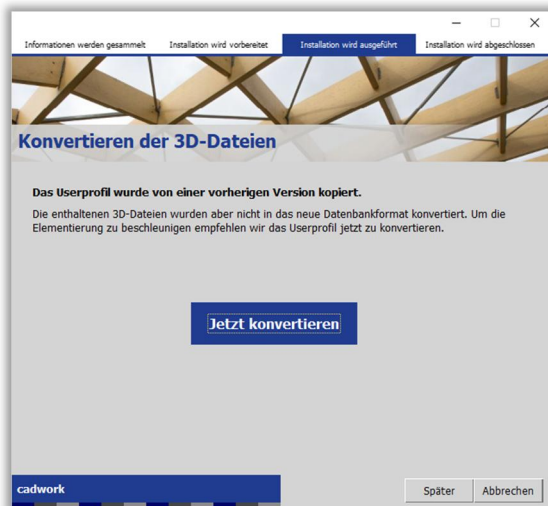 Informationen werden gesammelt
Installation wird vorbereitet
Installation wird ausgeführt
Installation wird abgeschlossen
Konvertieren der 3D-Dateien
Das Userprofil wurde von einer vorherigen Version kopiert.
Die enthaltenen 3D-Dateien wurden aber nicht in das neue Datenbankformat konvertiert. Um die
Elementierung zu beschleunigen empfehlen wir das Userprofil jetzt zu konvertieren.
Jetzt konvertieren
cadwork
Später
Abbrechen